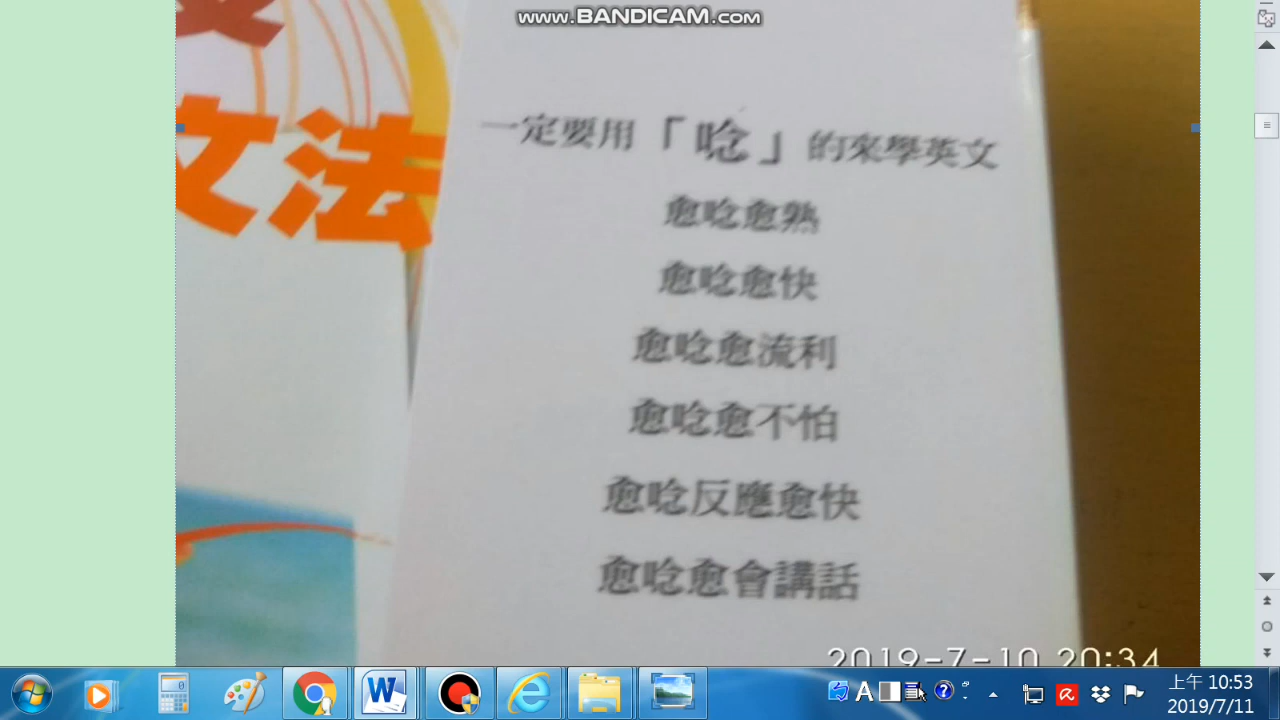 www.BANDICAM.com
文法
一定要用「唸」的來學英文
愈唸愈熟
愈唸愈快
愈唸愈流利
愈唸愈不怕
愈唸反應愈快
愈唸愈會講話
2019-7-10 20:34
上午 10:53
2019/7/11